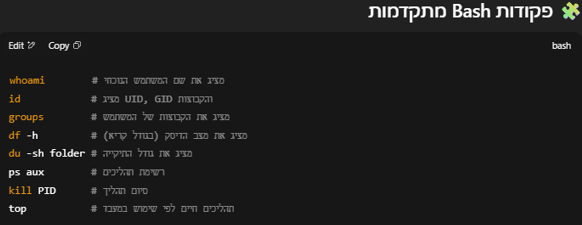 🧩 פקודות Bash מתקדמות
bash Copy Edit
whoami # מציג את שם המשתמש הנוכחי
id # מציג UID, GID והקבוצות
groups # מציג את הקבוצות של המשתמש
df -h # מציג את מצב הדיסק (בגודל קריא)
du -sh folder # מציג את גודל התיקייה
ps aux # רשימת תהליכים
kill PID # סיום תהליך
top # תהליכים חיים לפי שימוש במעבד